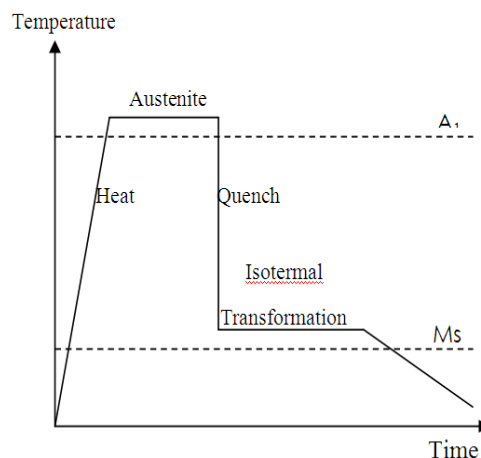 Temperature
Austenite
A₁
Heat
Quench
Isotermal
Transformation
Ms
Time